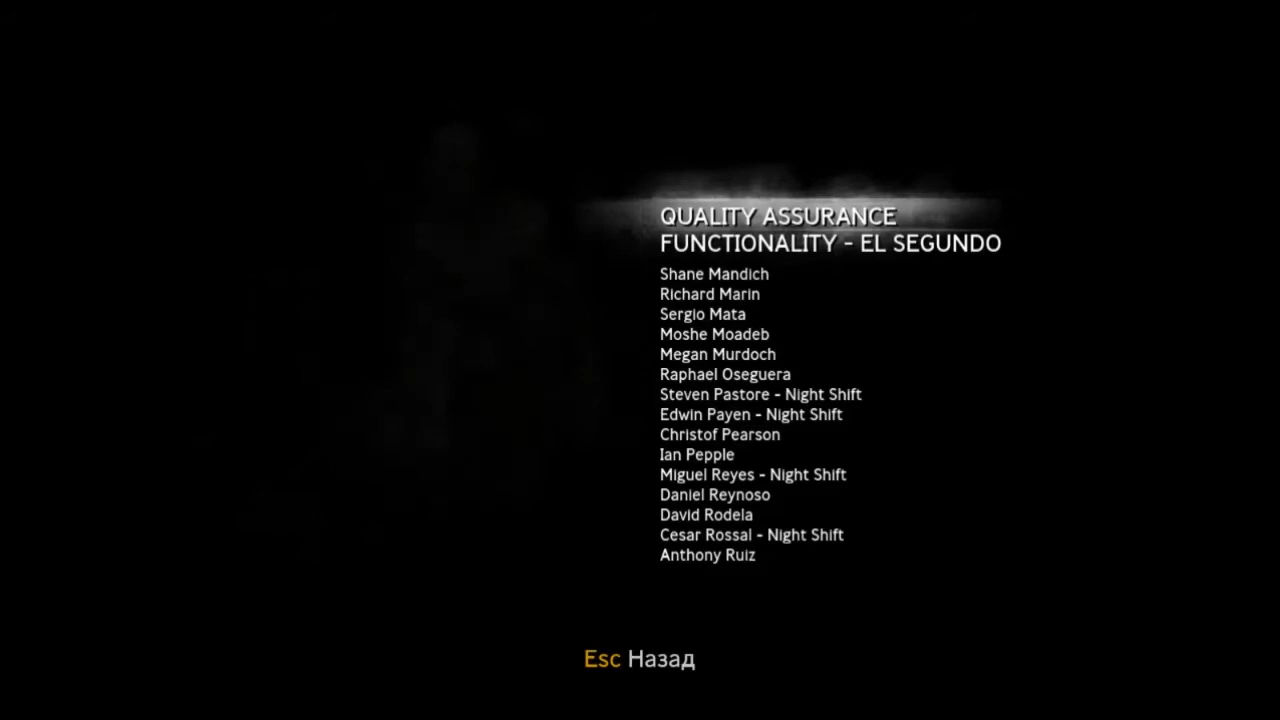 QUALITY ASSURANCE
FUNCTIONALITY - EL SEGUNDO
Shane Mandich
Richard Marin
Sergio Mata
Moshe Moadeb
Megan Murdoch
Raphael Oseguera
Steven Pastore - Night Shift
Edwin Payen - Night Shift
Christof Pearson
Ian Pepple
Miguel Reyes - Night Shift
Daniel Reynoso
David Rodela
Cesar Rossal - Night Shift
Anthony Ruiz
Esc Назад